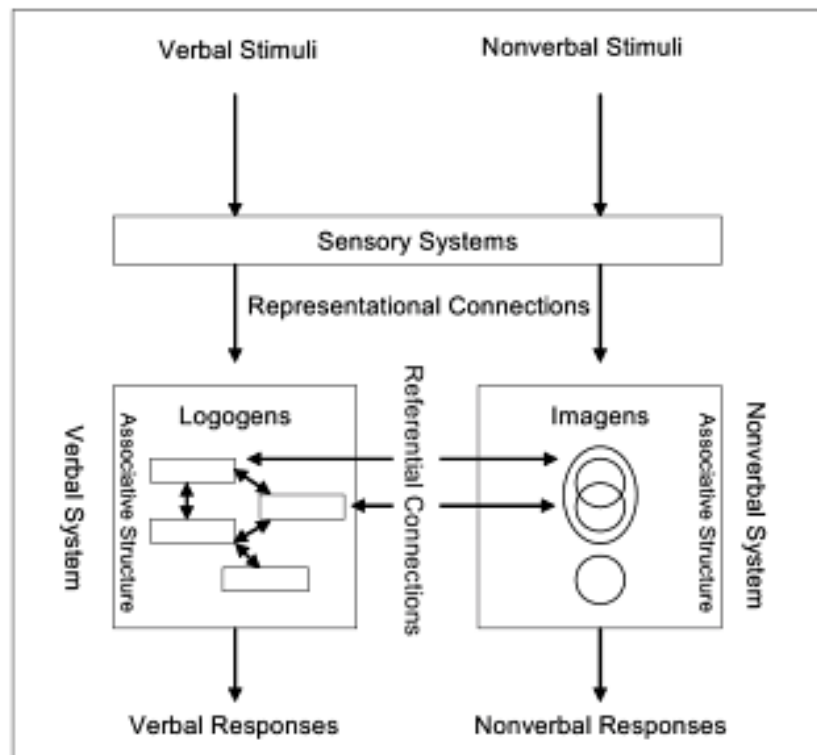 Verbal Stimuli
Nonverbal Stimuli
Sensory Systems
Representational Connections
Verbal System
Associative Structure
Logogens
Referential Connections
Imagens
Associative Structure
Nonverbal System
Verbal Responses
Nonverbal Responses